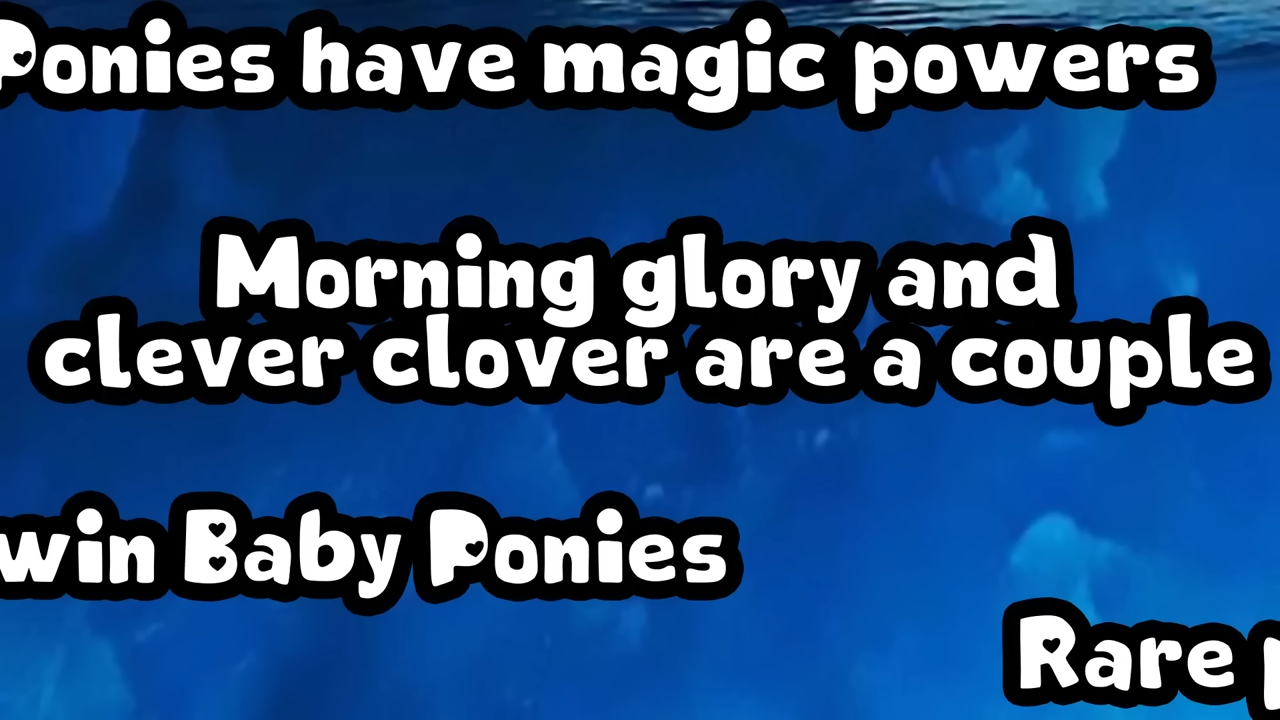 Ponies have magic powers
Morning glory and
clever clover are a couple
win Baby Ponies
Rare